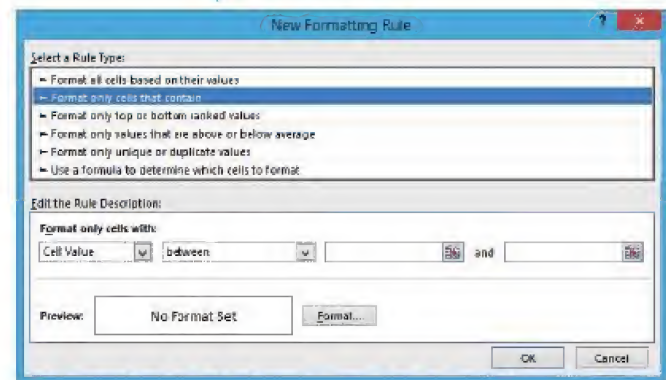 New Formatting Rule
?
Select a Rule Type:
► Format all cells based on their values
► Format only cells that contain
► Format only top or bottom ranked values
► Format only values that are above or below average
► Format only unique or duplicate values
► Use a formula to determine which cells to format
Edit the Rule Description:
Format only cells with:
Cell Value between and
Preview: No Format Set Format...
OK Cancel